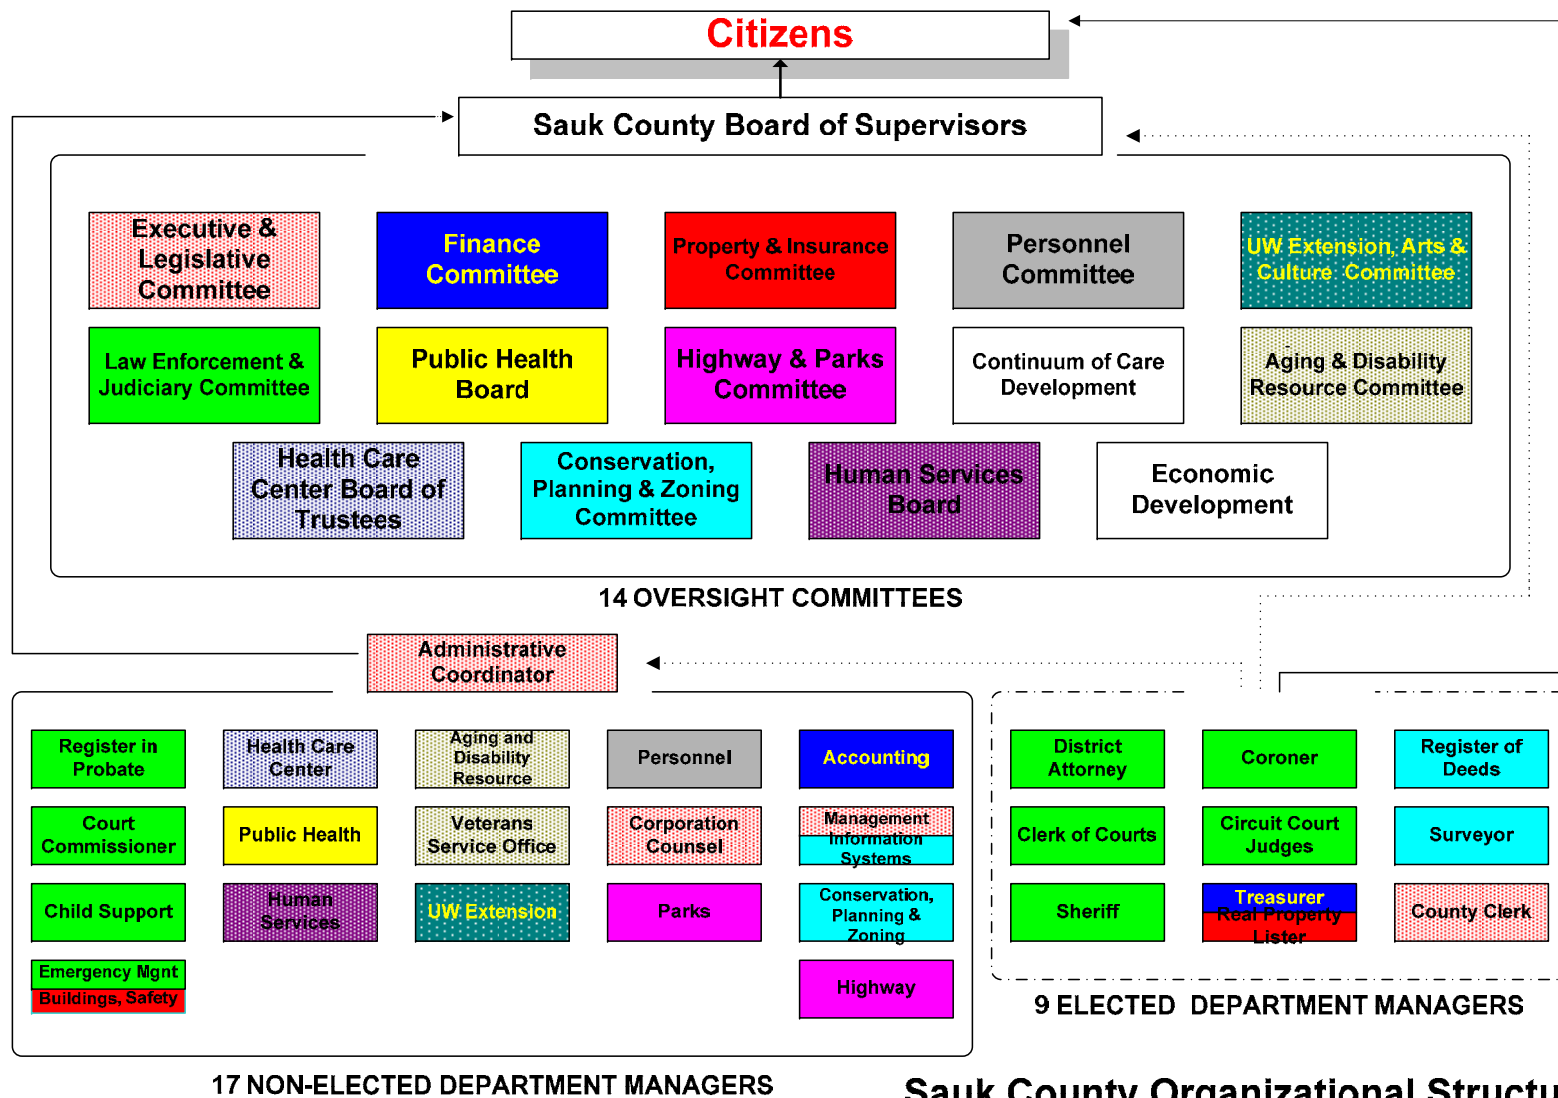 Citizens
Sauk County Board of Supervisors
Executive &
Legislative
Committee
Finance
Committee
Property & Insurance
Committee
Personnel
Committee
UW Extension, Arts &
Culture Committee
Law Enforcement &
Judiciary Committee
Public Health
Board
Highway & Parks
Committee
Continuum of Care
Development
Aging & Disability
Resource Committee
Health Care
Center Board of
Trustees
Conservation,
Planning & Zoning
Committee
Human Services
Board
Economic
Development
14 OVERSIGHT COMMITTEES
Administrative
Coordinator
Register in
Probate
Health Care
Center
Aging and
Disability
Resource
Personnel
Accounting
Court
Commissioner
Public Health
Veterans
Service Office
Corporation
Counsel
Management
Information
Systems
Child Support
Human
Services
UW Extension
Parks
Conservation,
Planning &
Zoning
Emergency Mgnt
Buildings, Safety
Highway
17 NON-ELECTED DEPARTMENT MANAGERS
District
Attorney
Coroner
Register of
Deeds
Clerk of Courts
Circuit Court
Judges
Surveyor
Sheriff
Treasurer
Real Property
Lister
County Clerk
9 ELECTED DEPARTMENT MANAGERS
Sauk County Organizational Structu